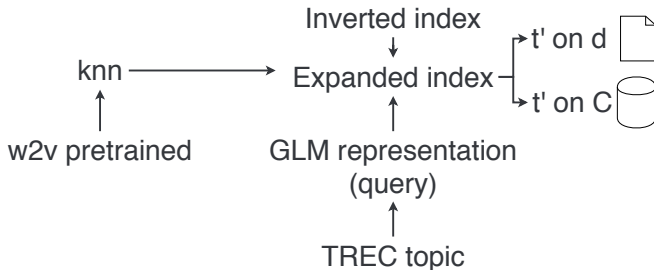 Inverted index
t' on d
knn
Expanded index
t' on C
w2v pretrained
GLM representation
(query)
TREC topic